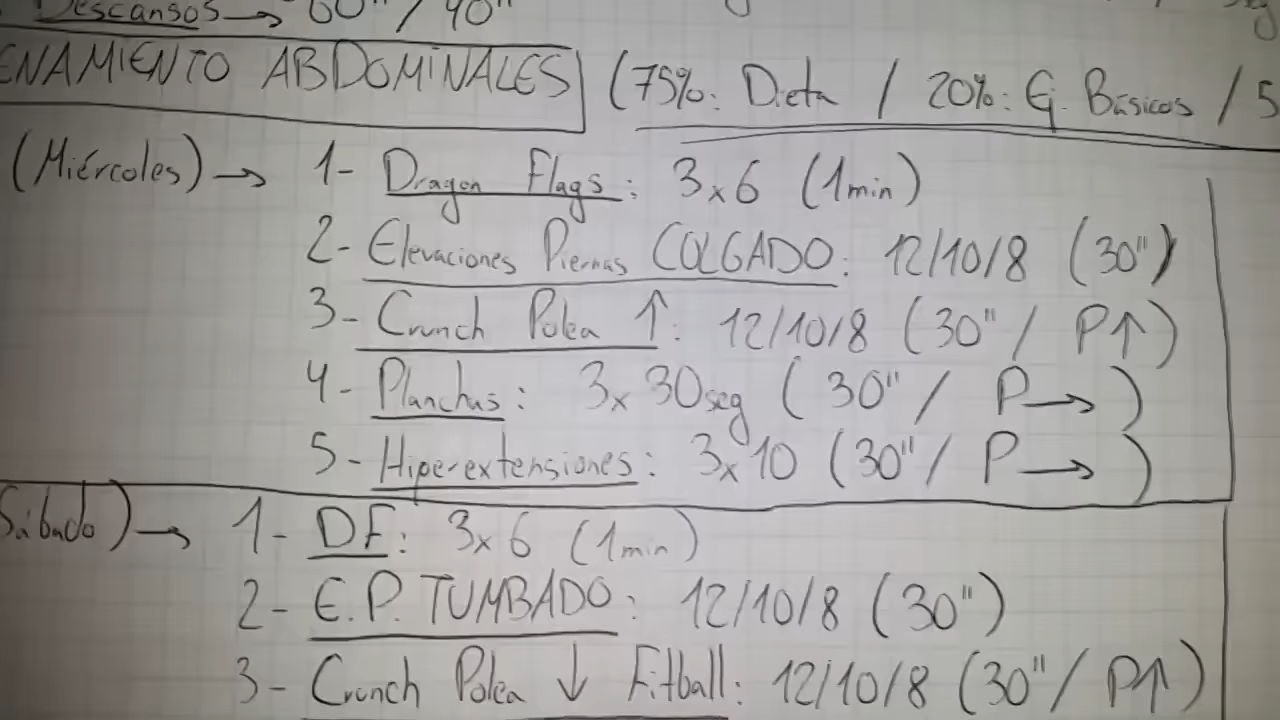 Descansos → 60" / 40"
ENAMIENTO ABDOMINALES (75%: Dieta / 20%: Ej. Básicos / 5
(Miércoles) → 1- Dragon Flags: 3x6 (1min)
2- Elevaciones Piernas COLGADO: 12/10/8 (30")
3- Crunch Polea ↑: 12/10/8 (30" / P↑)
4- Planchas: 3x30seg (30" / P→)
5- Hiperextensiones: 3x10 (30" / P→)
Sábado) → 1- DF: 3x6 (1min)
2- E.P. TUMBADO: 12/10/8 (30")
3- Crunch Polea ↓ Fitball: 12/10/8 (30" / P↑)